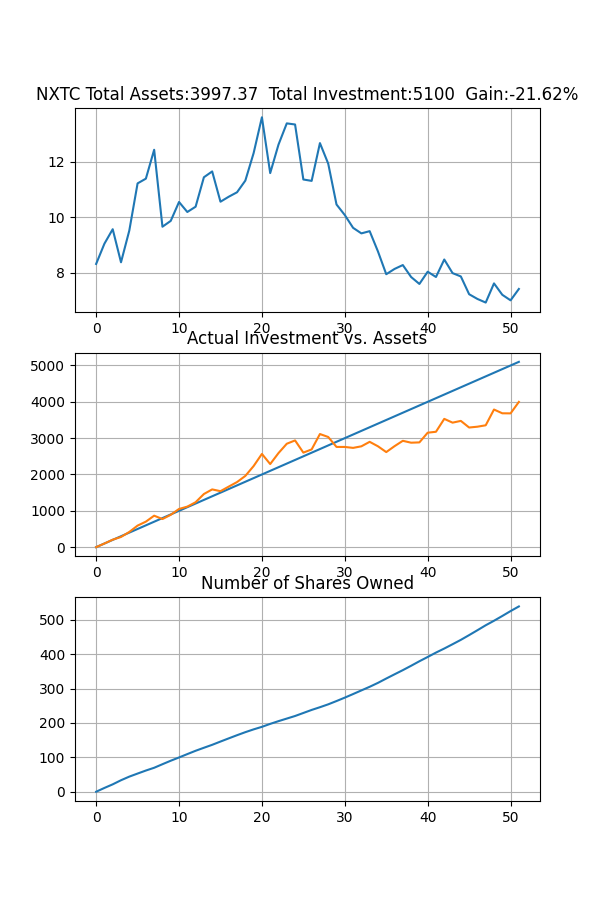 NXTC Total Assets:3997.37  Total Investment:5100  Gain:-21.62%
12
10
8
0 10 20 30 40 50
Actual Investment vs. Assets
5000
4000
3000
2000
1000
0
0 10 20 30 40 50
Number of Shares Owned
500
400
300
200
100
0
0 10 20 30 40 50